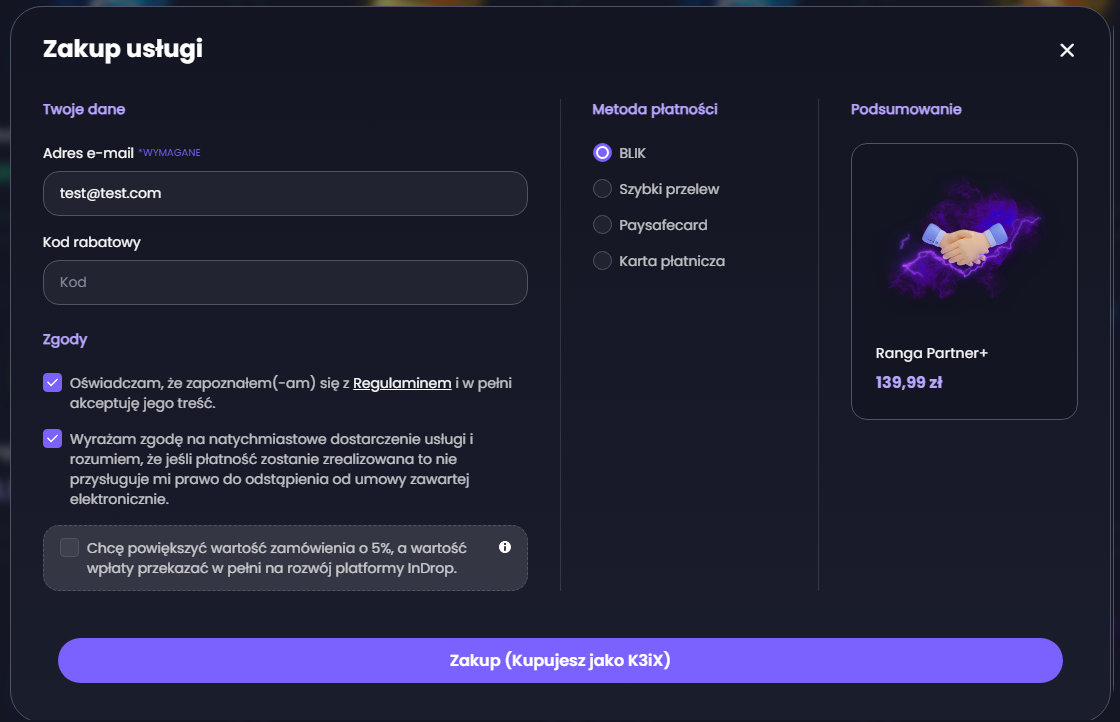 Zakup usługi
Twoje dane
Adres e-mail *WYMAGANE
test@test.com
Kod rabatowy
Kod
Zgody
Oświadczam, że zapoznałem(-am) się z Regulaminem i w pełni
akceptuję jego treść.
Wyrażam zgodę na natychmiastowe dostarczenie usługi i
rozumiem, że jeśli płatność zostanie zrealizowana to nie
przysługuje mi prawo do odstąpienia od umowy zawartej
elektronicznie.
Chcę powiększyć wartość zamówienia o 5%, a wartość
wpłaty przekazać w pełni na rozwój platformy InDrop.
Metoda płatności
BLIK
Szybki przelew
Paysafecard
Karta płatnicza
Podsumowanie
Ranga Partner+
139,99 zł
Zakup (Kupujesz jako K3iX)